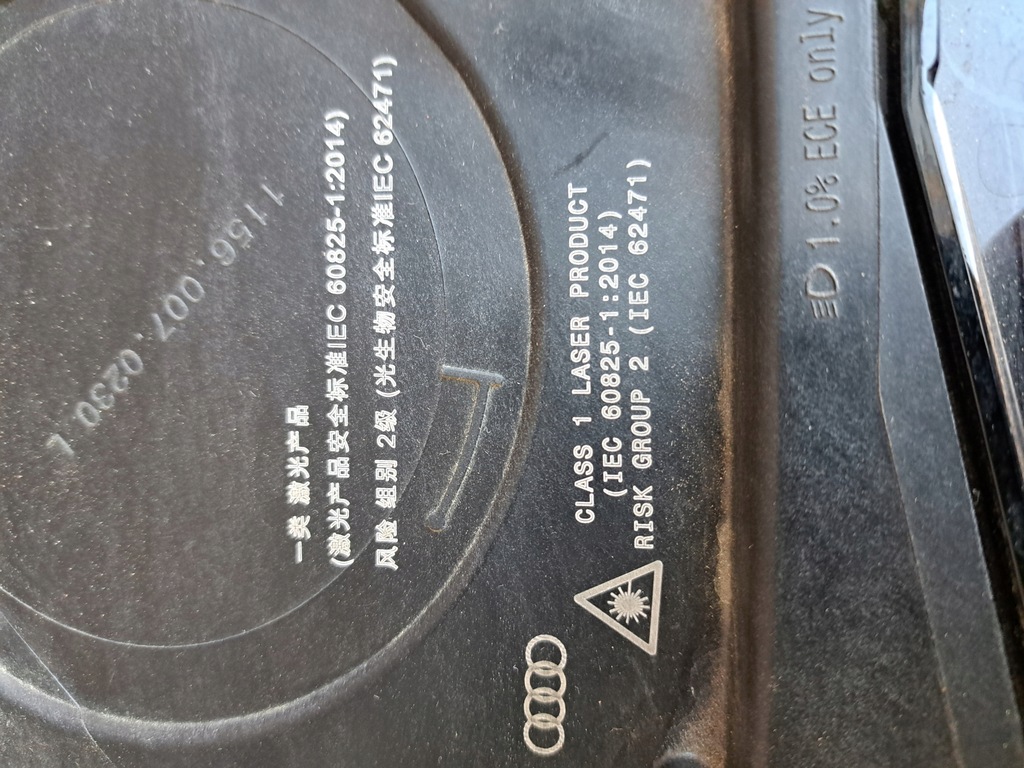 1 156.007.0230 L
一类 激光产品
(激光产品安全标准IEC 60825-1:2014)
风险 组别 2级 (光生物安全标准IEC 62471)
CLASS 1 LASER PRODUCT
(IEC 60825-1:2014)
RISK GROUP 2 (IEC 62471)
1.0% ECE only